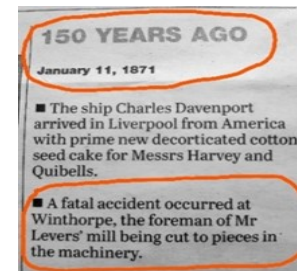 150 YEARS AGO
January 11, 1871
■ The ship Charles Davenport
arrived in Liverpool from America
with prime new decorticated cotton
seed cake for Messrs Harvey and
Quibells.
■ A fatal accident occurred at
Winthorpe, the foreman of Mr
Levers' mill being cut to pieces in
the machinery.